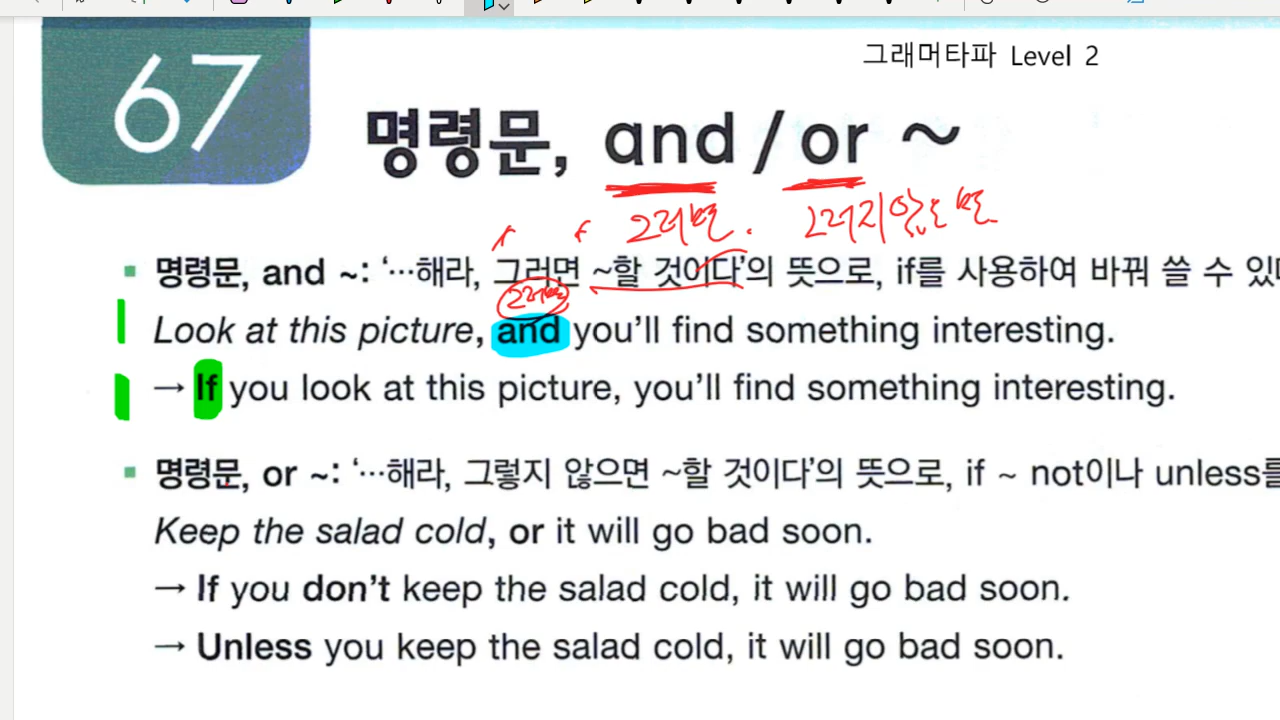 그래머타파 Level 2
67
명령문, and / or ~
그러면. 그러지 않으면
명령문, and ~: ‘…해라, 그러면 ~할 것이다’의 뜻으로, if를 사용하여 바꿔 쓸 수 있
그러면
Look at this picture, and you’ll find something interesting.
→ If you look at this picture, you’ll find something interesting.
명령문, or ~: ‘…해라, 그렇지 않으면 ~할 것이다’의 뜻으로, if ~ not이나 unless를
Keep the salad cold, or it will go bad soon.
→ If you don’t keep the salad cold, it will go bad soon.
→ Unless you keep the salad cold, it will go bad soon.